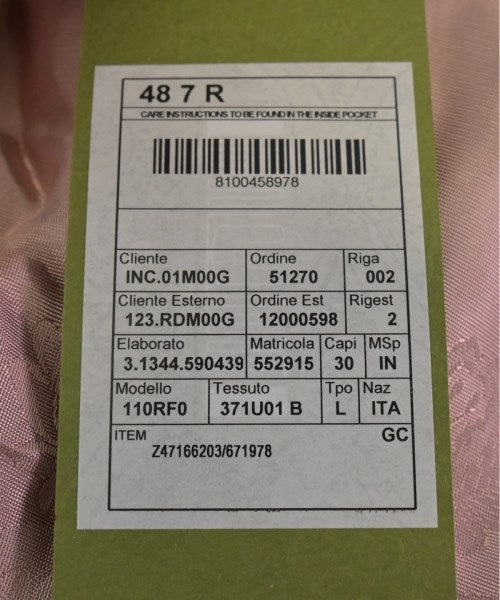 48 7 R
CARE INSTRUCTIONS TO BE FOUND IN THE INSIDE POCKET
8100458978
Cliente Ordine Riga
INC.01M00G 51270 002
Cliente Esterno Ordine Est Rigest
123.RDM00G 12000598 2
Elaborato Matricola Capi MSp
3.1344.590439 552915 30 IN
Modello Tessuto Tpo Naz
110RF0 371U01 B L ITA
ITEM GC
Z47166203/671978